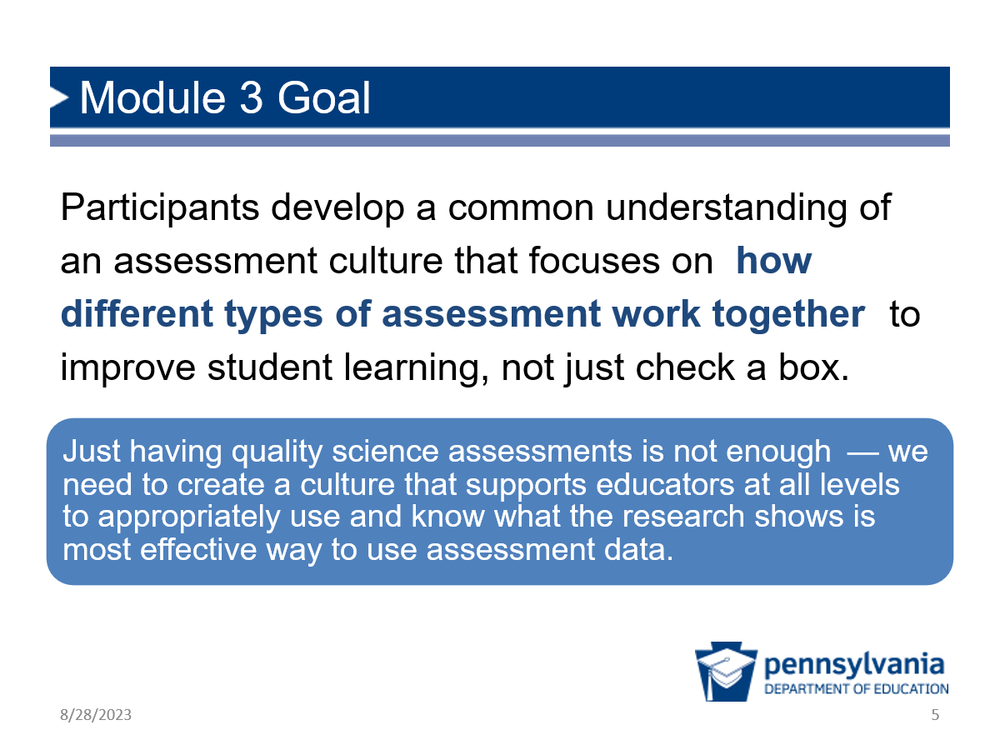 Module 3 Goal
Participants develop a common understanding of
an assessment culture that focuses on how
different types of assessment work together to
improve student learning, not just check a box.
Just having quality science assessments is not enough — we
need to create a culture that supports educators at all levels
to appropriately use and know what the research shows is
most effective way to use assessment data.
pennsylvania
DEPARTMENT OF EDUCATION
8/28/2023
5